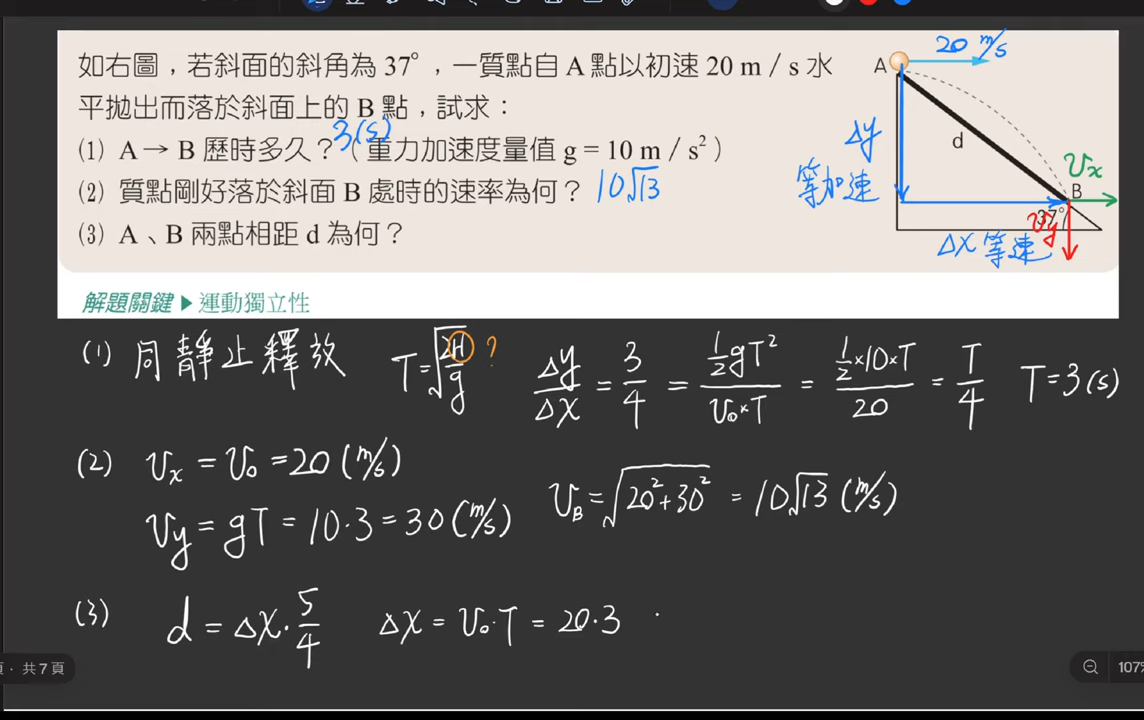 如右圖，若斜面的斜角為 37°，一質點自 A 點以初速 20 m / s 水
平拋出而落於斜面上的 B 點，試求：
(1) A → B 歷時多久？（重力加速度量值 g = 10 m / s²）
3(s)
(2) 質點剛好落於斜面 B 處時的速率為何？ 10√13
(3) A、B 兩點相距 d 為何？
解題關鍵▶運動獨立性
20 m/s
A
d
Δy
等加速
Vx
B
37°
Vy
Δx 等速
(1) 同靜止釋放 T=√(2H/g) ? Δy/Δx = 3/4 = (1/2 gT²)/(V₀×T) = (1/2×10×T)/20 = T/4 T=3(s)
(2) Vx = V₀ =20 (m/s)
Vy = gT = 10·3 = 30 (m/s) V_B = √(20²+30²) = 10√13 (m/s)
(3) d = Δx · 5/4 Δx = V₀·T = 20·3
頁· 共 7 頁
107%